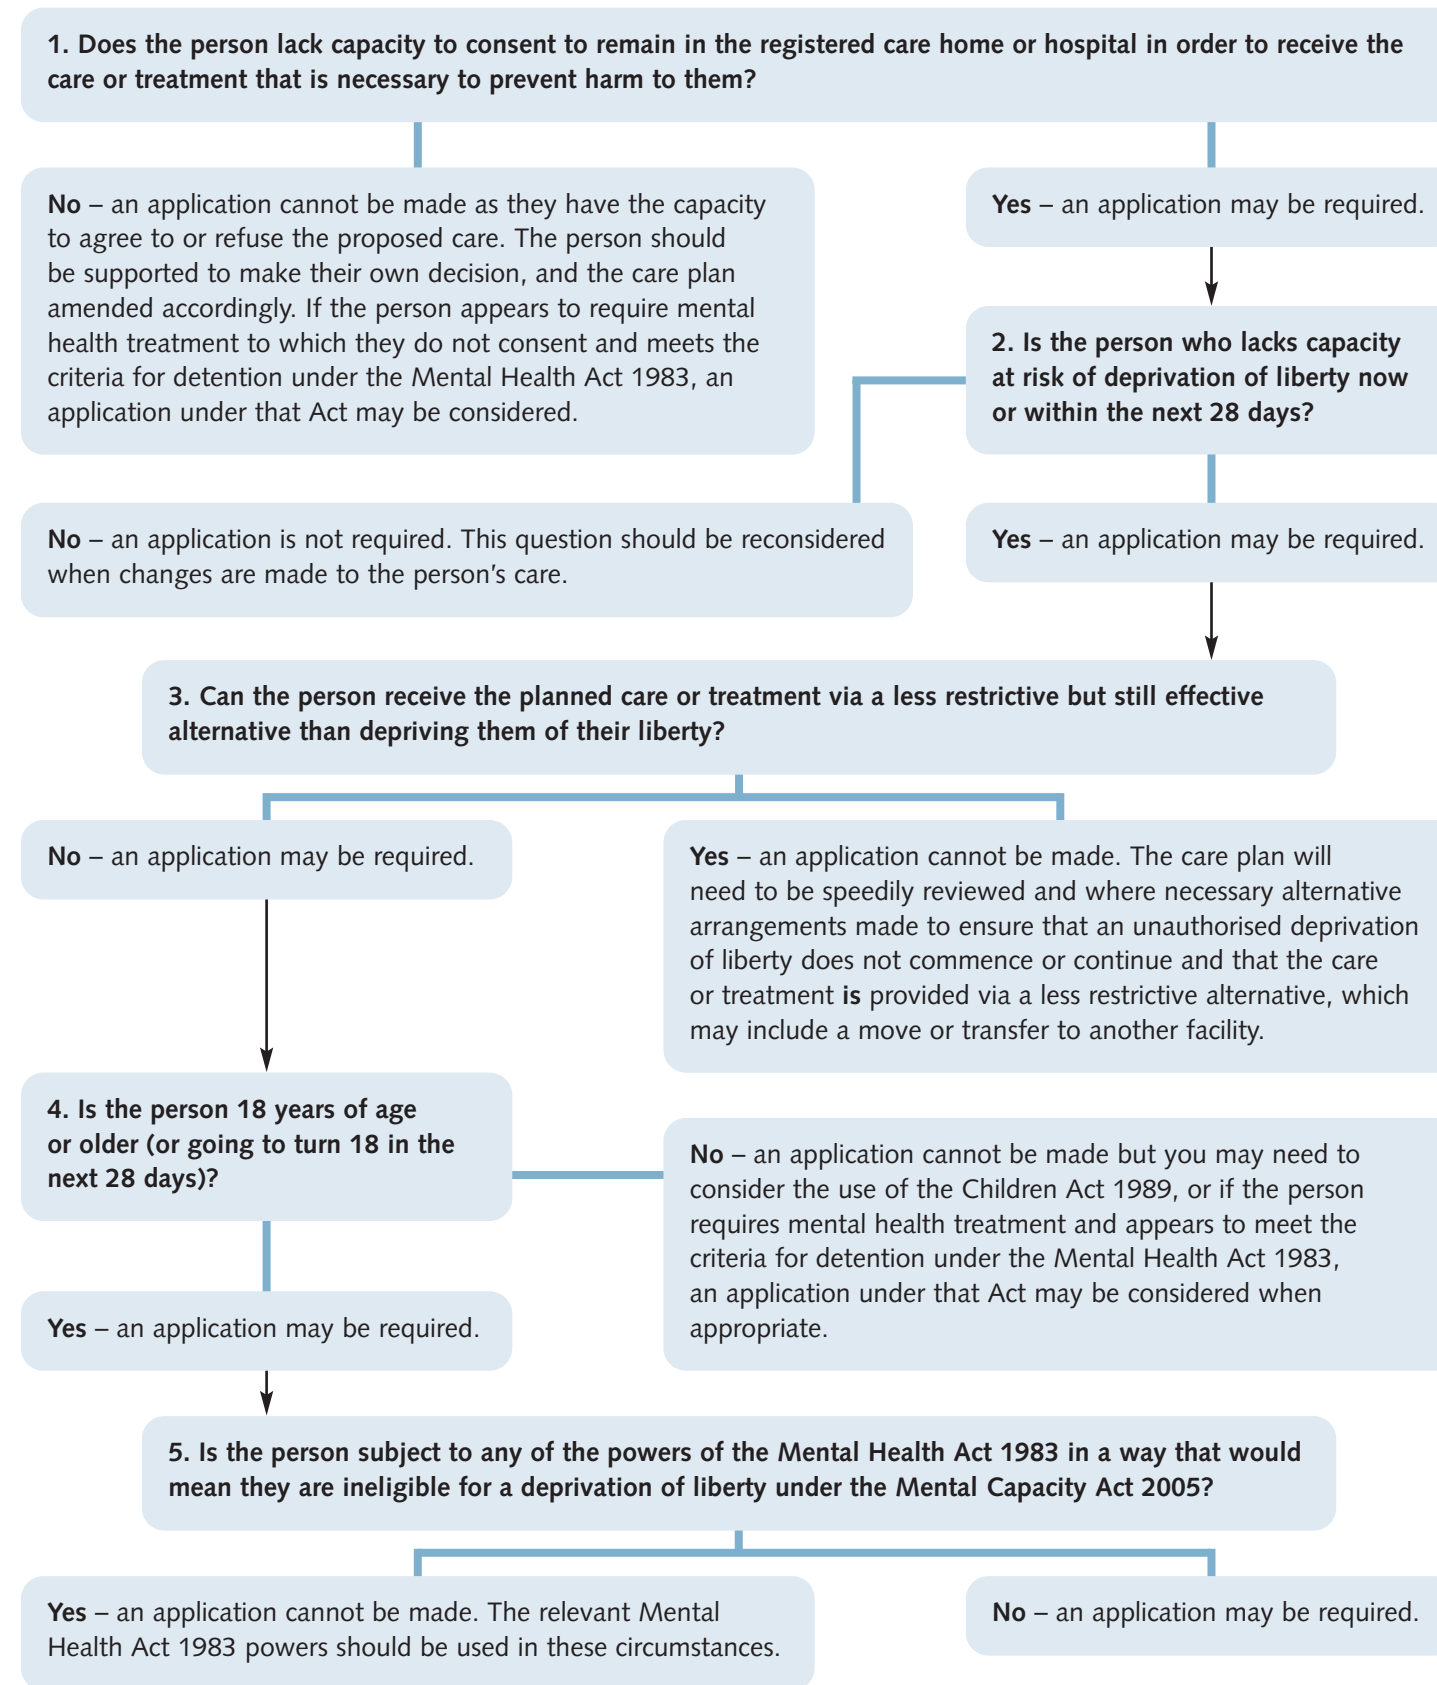 1. Does the person lack capacity to consent to remain in the registered care home or hospital in order to receive the
care or treatment that is necessary to prevent harm to them?
No – an application cannot be made as they have the capacity
to agree to or refuse the proposed care. The person should
be supported to make their own decision, and the care plan
amended accordingly. If the person appears to require mental
health treatment to which they do not consent and meets the
criteria for detention under the Mental Health Act 1983, an
application under that Act may be considered.
Yes – an application may be required.
2. Is the person who lacks capacity
at risk of deprivation of liberty now
or within the next 28 days?
No – an application is not required. This question should be reconsidered
when changes are made to the person’s care.
Yes – an application may be required.
3. Can the person receive the planned care or treatment via a less restrictive but still effective
alternative than depriving them of their liberty?
No – an application may be required.
Yes – an application cannot be made. The care plan will
need to be speedily reviewed and where necessary alternative
arrangements made to ensure that an unauthorised deprivation
of liberty does not commence or continue and that the care
or treatment is provided via a less restrictive alternative, which
may include a move or transfer to another facility.
4. Is the person 18 years of age
or older (or going to turn 18 in the
next 28 days)?
No – an application cannot be made but you may need to
consider the use of the Children Act 1989, or if the person
requires mental health treatment and appears to meet the
criteria for detention under the Mental Health Act 1983,
an application under that Act may be considered when
appropriate.
Yes – an application may be required.
5. Is the person subject to any of the powers of the Mental Health Act 1983 in a way that would
mean they are ineligible for a deprivation of liberty under the Mental Capacity Act 2005?
Yes – an application cannot be made. The relevant Mental
Health Act 1983 powers should be used in these circumstances.
No – an application may be required.